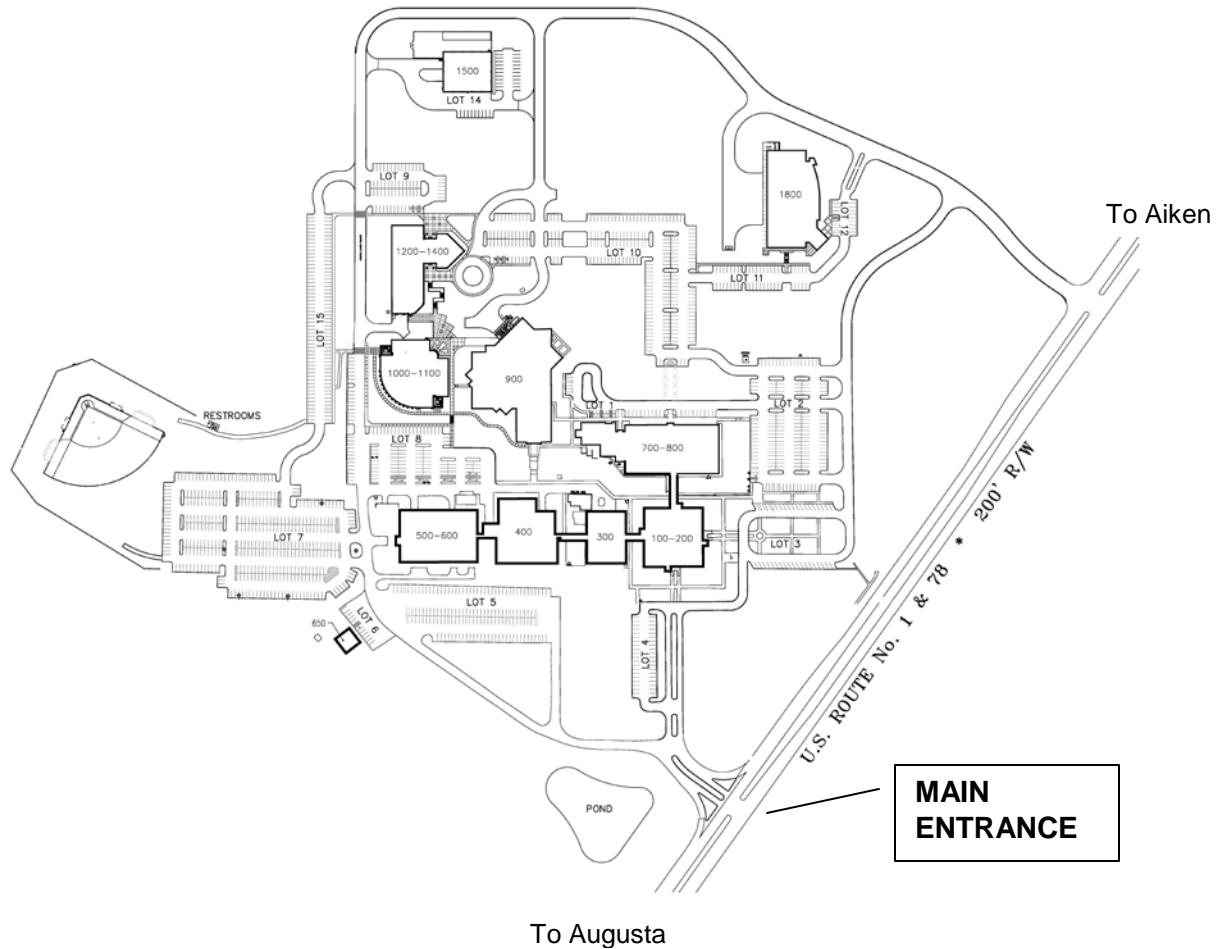 1500
LOT 14
LOT 9
1800
LOT 12
To Aiken
1200-1400
LOT 10
LOT 11
LOT 15
1000-1100
900
RESTROOMS
LOT 1
LOT 2
LOT 8
700-800
LOT 7
500-600
400
300
100-200
LOT 3
U.S. ROUTE No. 1 & 78 * 200' R/W
LOT 5
LOT 6
650
LOT 4
POND
MAIN
ENTRANCE
To Augusta